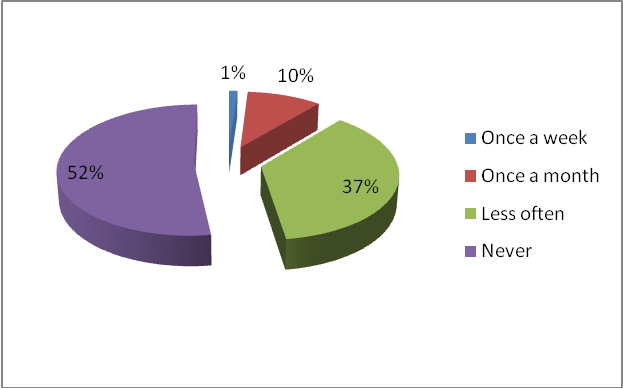 1%
10%
37%
52%
Once a week
Once a month
Less often
Never